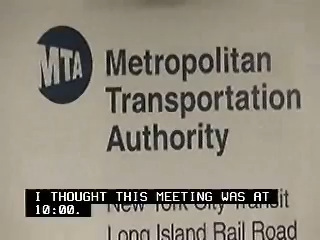 MTA
Metropolitan
Transportation
Authority
I THOUGHT THIS MEETING WAS AT
10:00.
New York City Transit
Long Island Rail Road